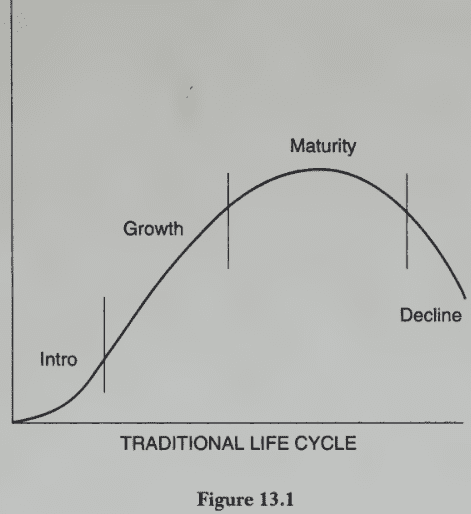 Maturity
Growth
Intro
Decline
TRADITIONAL LIFE CYCLE
Figure 13.1